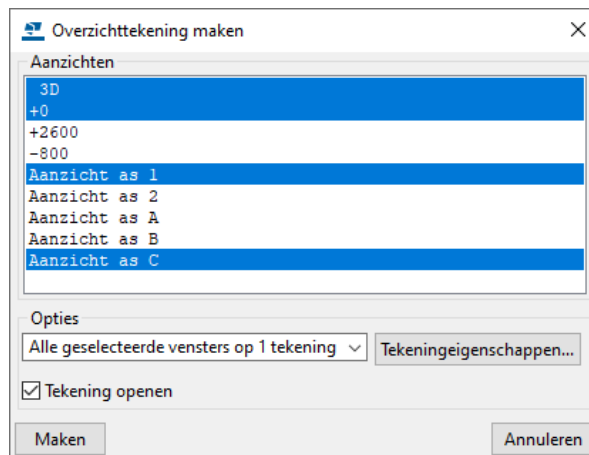 Overzichttekening maken
Aanzichten
3D
+0
+2600
-800
Aanzicht as 1
Aanzicht as 2
Aanzicht as A
Aanzicht as B
Aanzicht as C
Opties
Alle geselecteerde vensters op 1 tekening
Tekeningeigenschappen...
Tekening openen
Maken
Annuleren